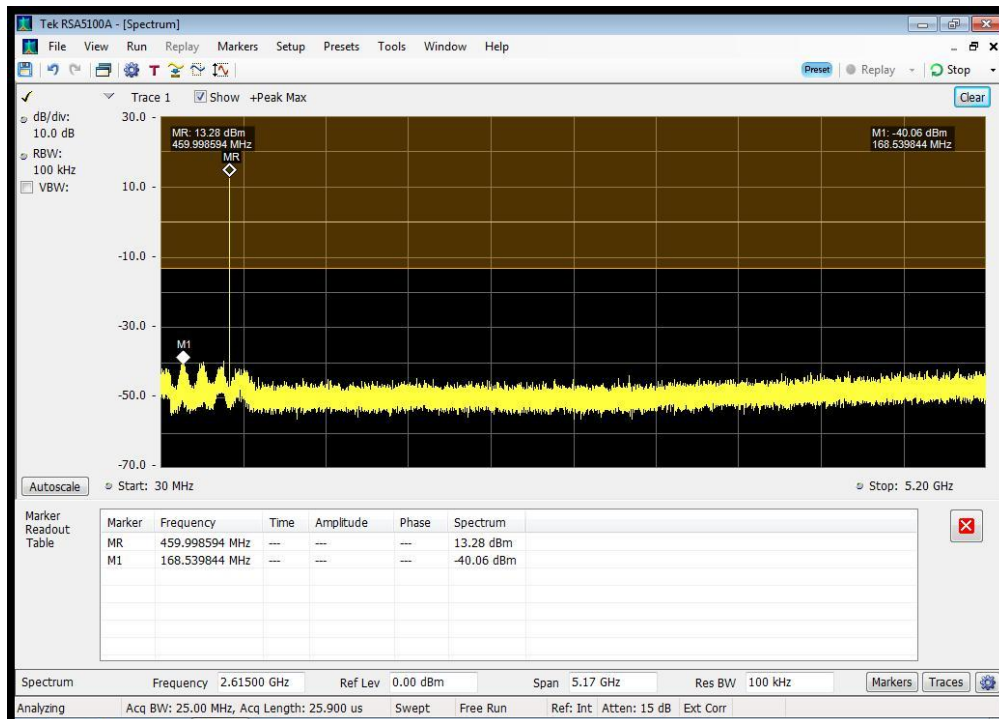 Tek RSA5100A - [Spectrum]
File View Run Replay Markers Setup Presets Tools Window Help
T Preset Replay Stop
Trace 1 Show +Peak Max Clear
dB/div:
10.0 dB
RBW:
100 kHz
VBW:
30.0
10.0
-10.0
-30.0
-50.0
-70.0
MR: 13.28 dBm
459.998594 MHz
MR
M1: -40.06 dBm
168.539844 MHz
M1
Autoscale Start: 30 MHz Stop: 5.20 GHz
Marker
Readout
Table
Marker Frequency Time Amplitude Phase Spectrum
MR 459.998594 MHz --- --- --- 13.28 dBm
M1 168.539844 MHz --- --- --- -40.06 dBm
Spectrum Frequency 2.61500 GHz Ref Lev 0.00 dBm Span 5.17 GHz Res BW 100 kHz Markers Traces
Analyzing Acq BW: 25.00 MHz, Acq Length: 25.900 us Swept Free Run Ref: Int Atten: 15 dB Ext Corr